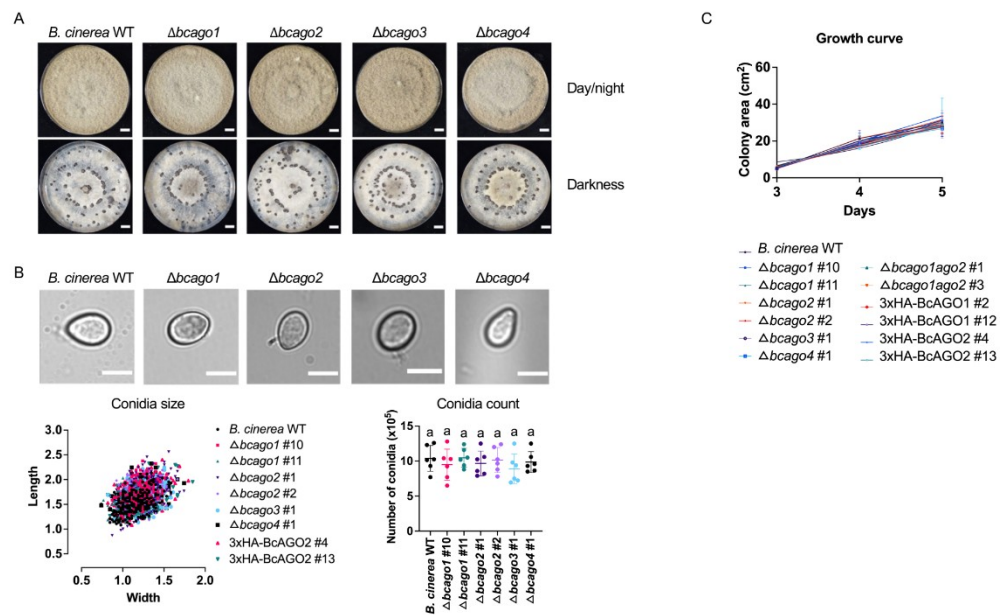 A
B. cinerea WT Δbcago1 Δbcago2 Δbcago3 Δbcago4
Day/night
Darkness
B
B. cinerea WT Δbcago1 Δbcago2 Δbcago3 Δbcago4
Conidia size
Length
3.0
2.5
2.0
1.5
1.0
0.5
0.5 1.0 1.5 2.0
Width
B. cinerea WT
Δbcago1 #10
Δbcago1 #11
Δbcago2 #1
Δbcago2 #2
Δbcago3 #1
Δbcago4 #1
3xHA-BcAGO2 #4
3xHA-BcAGO2 #13
Conidia count
Number of conidia (x10⁵)
15
10
5
0
a a a a a a a
B. cinerea WT
Δbcago1 #10
Δbcago1 #11
Δbcago2 #1
Δbcago2 #2
Δbcago3 #1
Δbcago4 #1
C
Growth curve
Colony area (cm²)
60
40
20
0
3 4 5
Days
B. cinerea WT
Δbcago1 #10
Δbcago1 #11
Δbcago2 #1
Δbcago2 #2
Δbcago3 #1
Δbcago4 #1
Δbcago1ago2 #1
Δbcago1ago2 #3
3xHA-BcAGO1 #2
3xHA-BcAGO1 #12
3xHA-BcAGO2 #4
3xHA-BcAGO2 #13